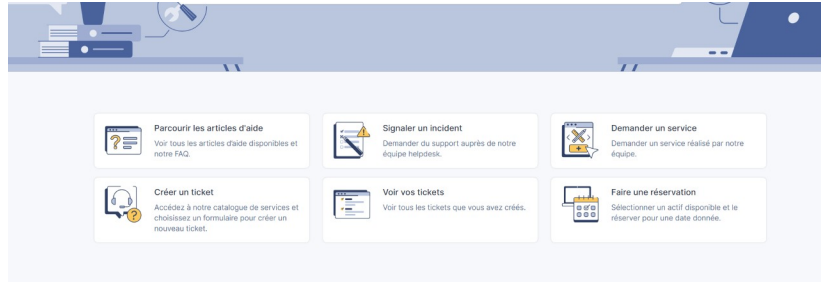 Parcourir les articles d'aide
Voir tous les articles d'aide disponibles et
notre FAQ.
Signaler un incident
Demander du support auprès de notre
équipe helpdesk.
Demander un service
Demander un service réalisé par notre
équipe.
Créer un ticket
Accédez à notre catalogue de services et
choisissez un formulaire pour créer un
nouveau ticket.
Voir vos tickets
Voir tous les tickets que vous avez créés.
Faire une réservation
Sélectionner un actif disponible et le
réserver pour une date donnée.